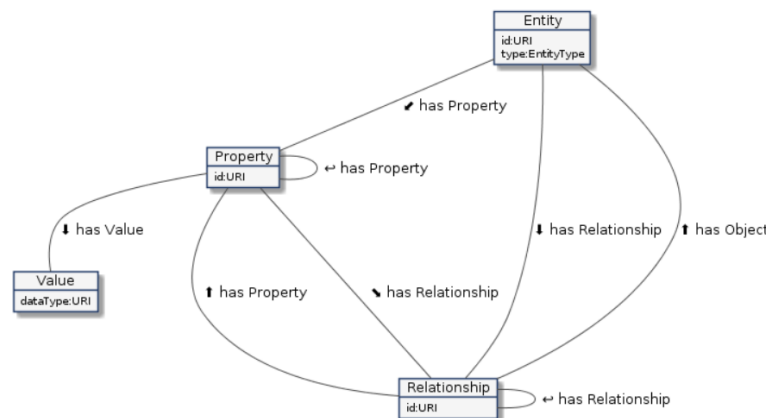 Entity
id:URI
type:EntityType
⬋ has Property
Property
id:URI
↩ has Property
⬇ has Value
⬇ has Relationship
⬆ has Object
Value
dataType:URI
⬆ has Property
⬊ has Relationship
Relationship
id:URI
↩ has Relationship